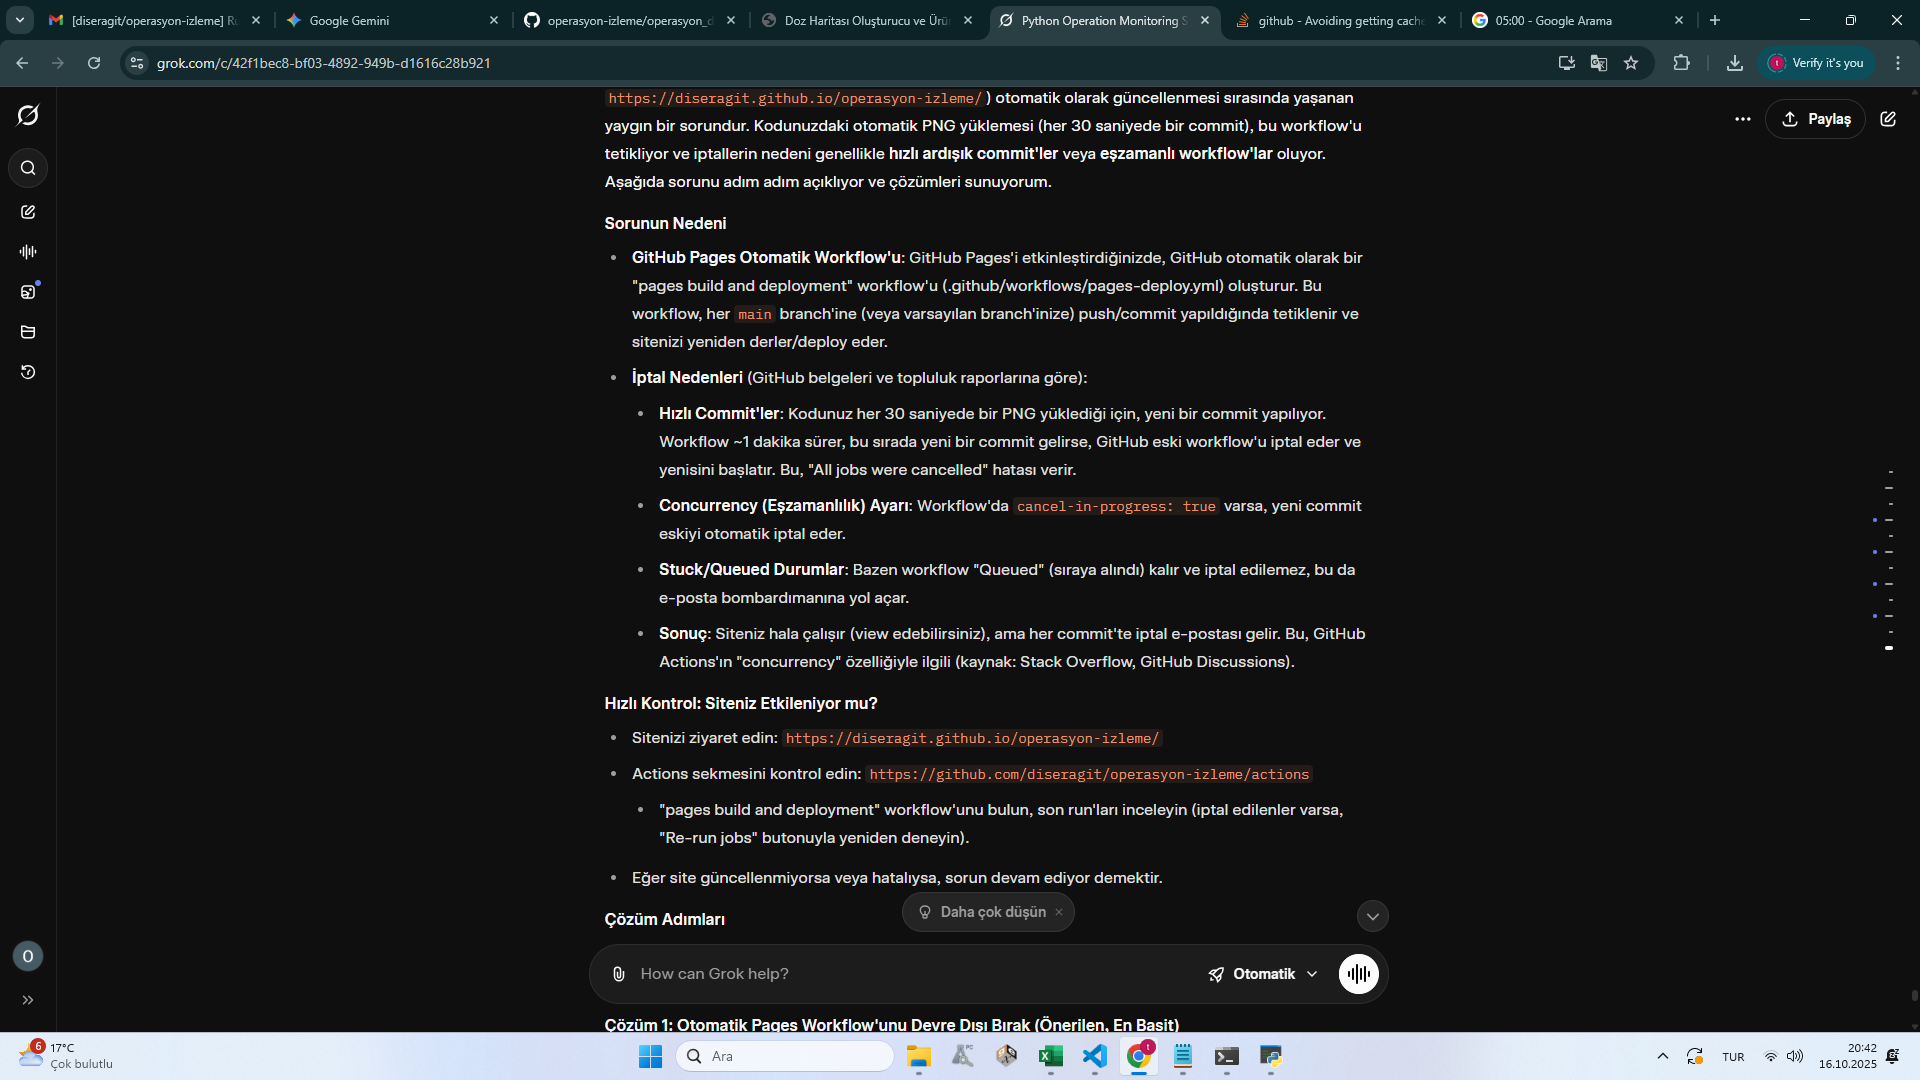 [diseragit/operasyon-izleme] Ru
Google Gemini
operasyon-izleme/operasyon_d
Doz Haritası Oluşturucu ve Ürün
Python Operation Monitoring S
github - Avoiding getting cache
05:00 - Google Arama
grok.com/c/42f1bec8-bf03-4892-949b-d1616c28b921
Verify it's you
Paylaş
https://diseragit.github.io/operasyon-izleme/) otomatik olarak güncellenmesi sırasında yaşanan
yaygın bir sorundur. Kodunuzdaki otomatik PNG yüklemesi (her 30 saniyede bir commit), bu workflow'u
tetikliyor ve iptallerin nedeni genellikle hızlı ardışık commit'ler veya eşzamanlı workflow'lar oluyor.
Aşağıda sorunu adım adım açıklıyor ve çözümleri sunuyorum.
Sorunun Nedeni
GitHub Pages Otomatik Workflow'u: GitHub Pages'i etkinleştirdiğinizde, GitHub otomatik olarak bir
"pages build and deployment" workflow'u (.github/workflows/pages-deploy.yml) oluşturur. Bu
workflow, her main branch'ine (veya varsayılan branch'inize) push/commit yapıldığında tetiklenir ve
sitenizi yeniden derler/deploy eder.
İptal Nedenleri (GitHub belgeleri ve topluluk raporlarına göre):
Hızlı Commit'ler: Kodunuz her 30 saniyede bir PNG yüklediği için, yeni bir commit yapılıyor.
Workflow ~1 dakika sürer, bu sırada yeni bir commit gelirse, GitHub eski workflow'u iptal eder ve
yenisini başlatır. Bu, "All jobs were cancelled" hatası verir.
Concurrency (Eşzamanlılık) Ayarı: Workflow'da cancel-in-progress: true varsa, yeni commit
eskiyi otomatik iptal eder.
Stuck/Queued Durumlar: Bazen workflow "Queued" (sıraya alındı) kalır ve iptal edilemez, bu da
e-posta bombardımanına yol açar.
Sonuç: Siteniz hala çalışır (view edebilirsiniz), ama her commit'te iptal e-postası gelir. Bu, GitHub
Actions'ın "concurrency" özelliğiyle ilgili (kaynak: Stack Overflow, GitHub Discussions).
Hızlı Kontrol: Siteniz Etkileniyor mu?
Sitenizi ziyaret edin: https://diseragit.github.io/operasyon-izleme/
Actions sekmesini kontrol edin: https://github.com/diseragit/operasyon-izleme/actions
"pages build and deployment" workflow'unu bulun, son run'ları inceleyin (iptal edilenler varsa,
"Re-run jobs" butonuyla yeniden deneyin).
Eğer site güncellenmiyorsa veya hatalıysa, sorun devam ediyor demektir.
Çözüm Adımları
Daha çok düşün
How can Grok help?
Otomatik
Çözüm 1: Otomatik Pages Workflow'unu Devre Dışı Bırak (Önerilen, En Basit)
O
6
17°C
Çok bulutlu
Ara
TUR
20:42
16.10.2025